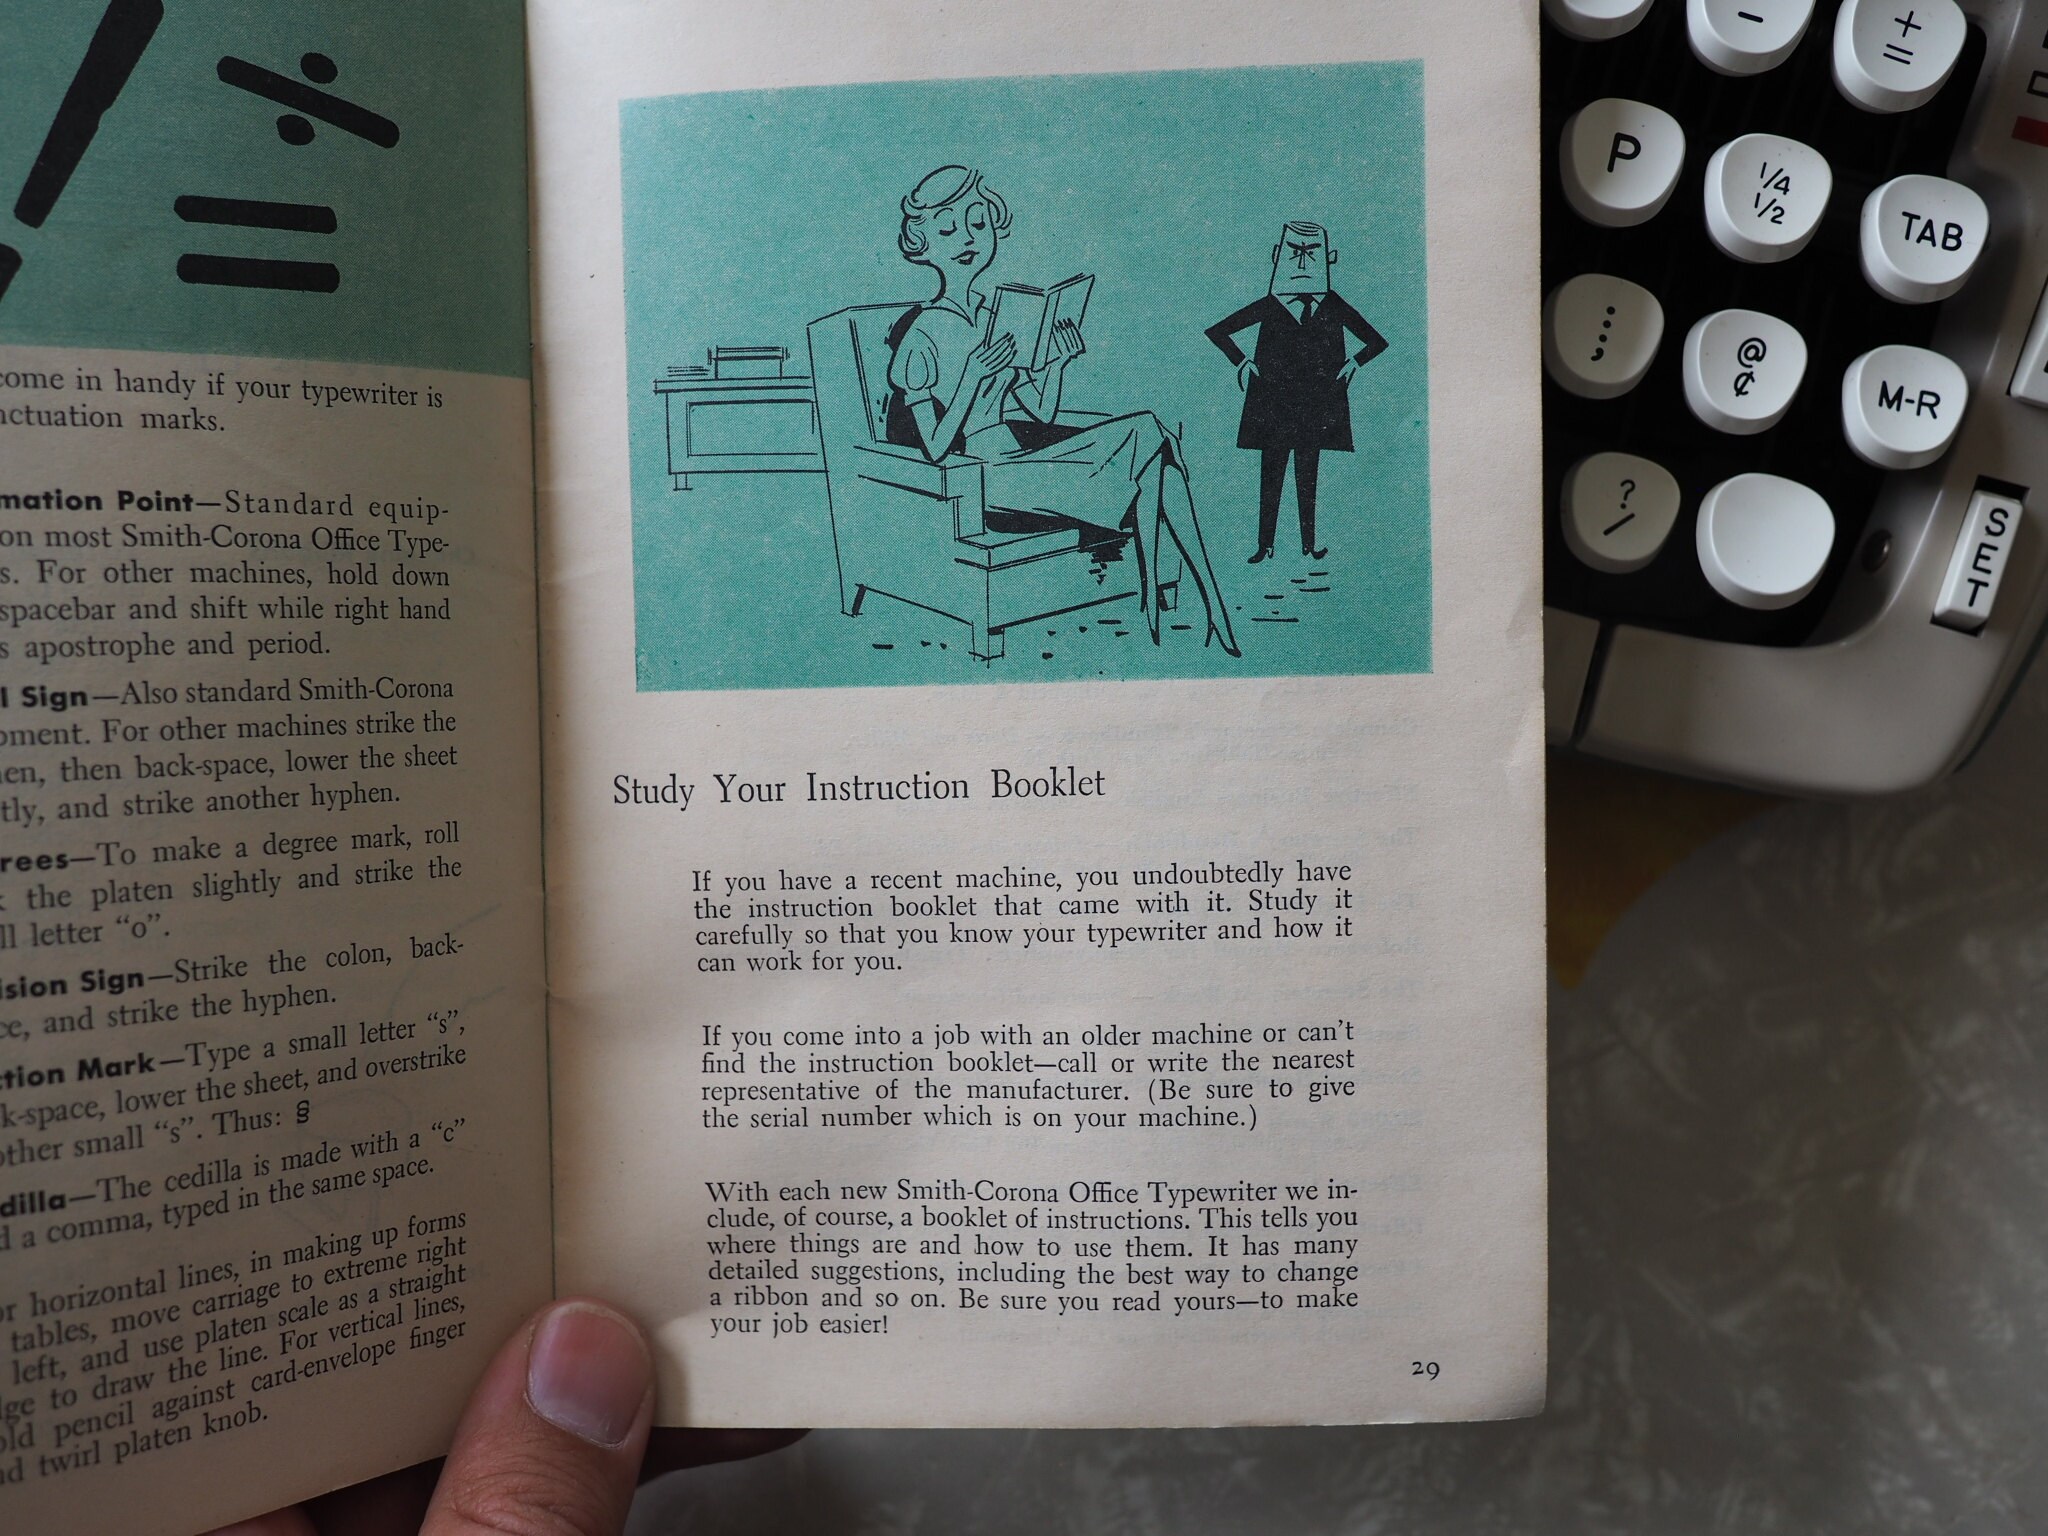 come in handy if your typewriter is
nctuation marks.
mation Point—Standard equip-
on most Smith-Corona Office Type-
s. For other machines, hold down
spacebar and shift while right hand
s apostrophe and period.
l Sign—Also standard Smith-Corona
pment. For other machines strike the
hen, then back-space, lower the sheet
tly, and strike another hyphen.
rees—To make a degree mark, roll
k the platen slightly and strike the
ll letter “o”.
ision Sign—Strike the colon, back-
ce, and strike the hyphen.
ction Mark—Type a small letter “s”,
k-space, lower the sheet, and overstrike
other small “s”. Thus: §
dilla—The cedilla is made with a “c”
d a comma, typed in the same space.
or horizontal lines, in making up forms
tables, move carriage to extreme right
left, and use platen scale as a straight
dge to draw the line. For vertical lines,
old pencil against card-envelope finger
nd twirl platen knob.
Study Your Instruction Booklet
If you have a recent machine, you undoubtedly have
the instruction booklet that came with it. Study it
carefully so that you know your typewriter and how it
can work for you.
If you come into a job with an older machine or can’t
find the instruction booklet—call or write the nearest
representative of the manufacturer. (Be sure to give
the serial number which is on your machine.)
With each new Smith-Corona Office Typewriter we in-
clude, of course, a booklet of instructions. This tells you
where things are and how to use them. It has many
detailed suggestions, including the best way to change
a ribbon and so on. Be sure you read yours—to make
your job easier!
29
- + =
P 1/4 1/2 TAB
: ; @ ¢ M-R
? /
SET